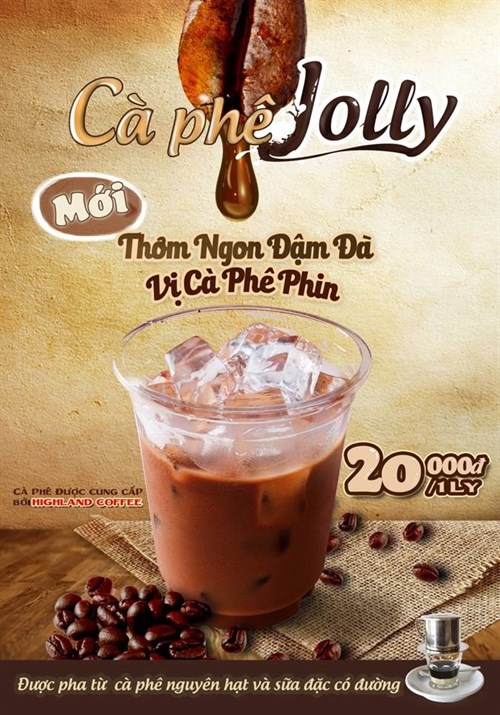 Cà phê Jolly
Mới
Thơm Ngon Đậm Đà
Vị Cà Phê Phin
20 000đ
/1LY
CÀ PHÊ ĐƯỢC CUNG CẤP
BỞI HIGHLAND COFFEE
Được pha từ cà phê nguyên hạt và sữa đặc có đường